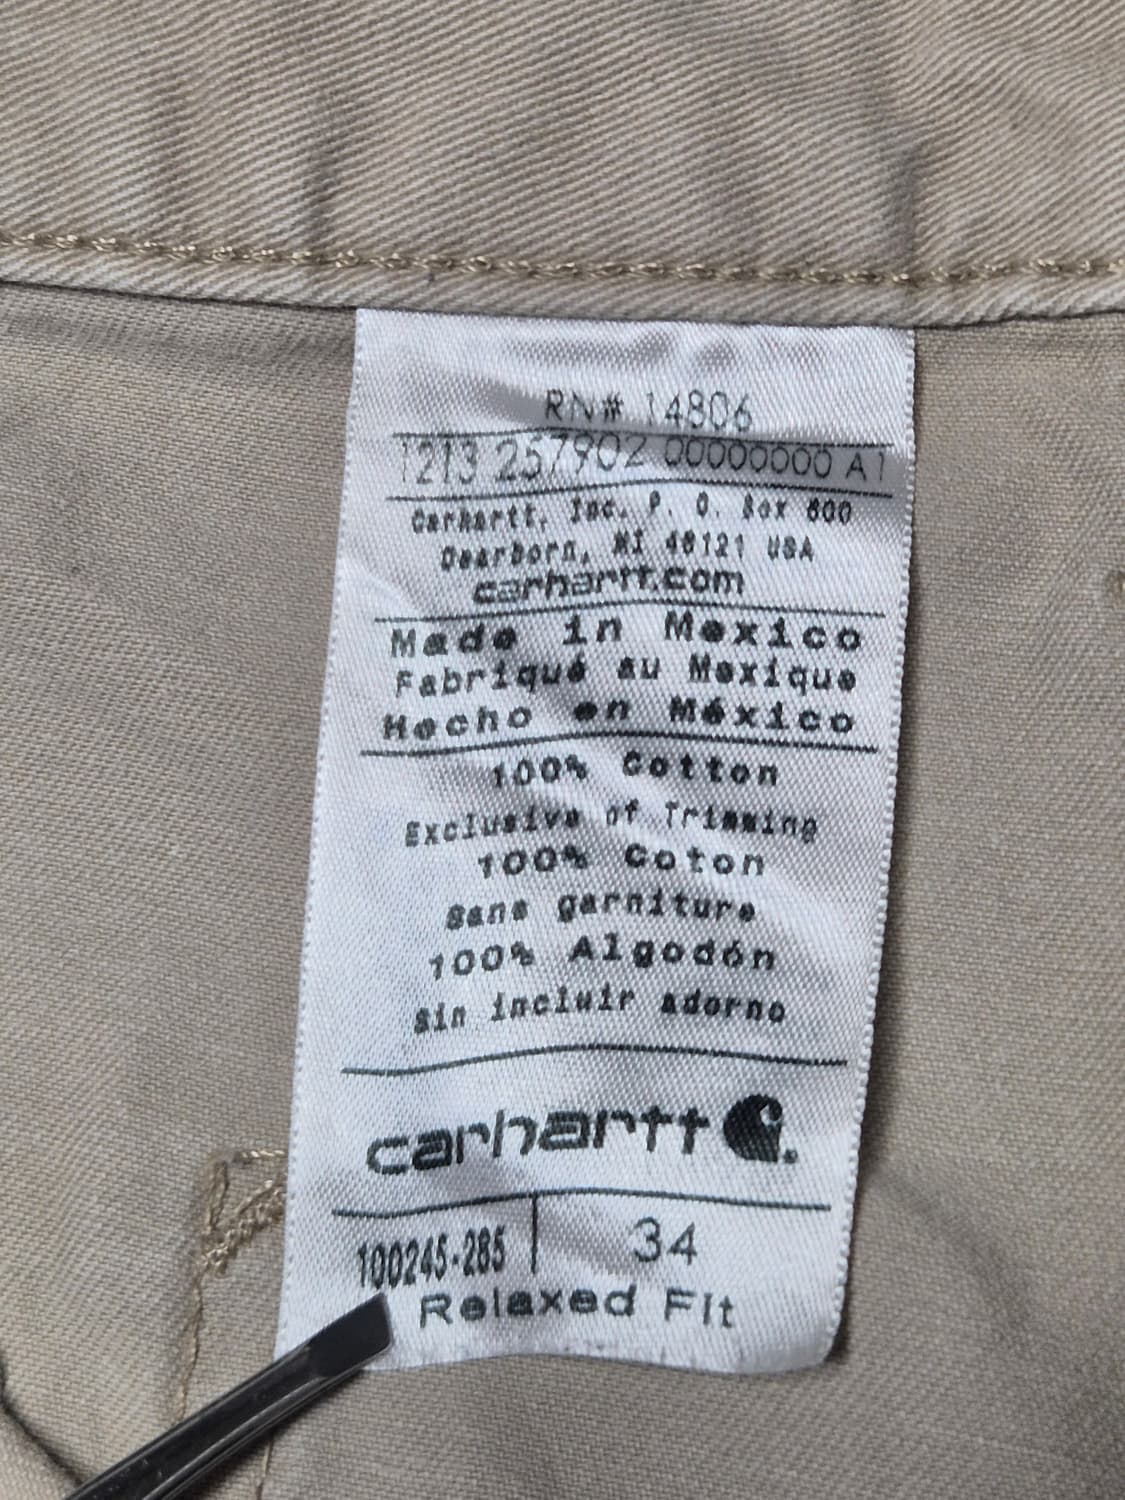 RN# 14806
1213 257902 00000000 A1
Carhartt, Inc. P. O. Box 600
Dearborn, MI 48121 USA
carhartt.com
Made in Mexico
Fabriqué au Mexique
Hecho en México
100% Cotton
Exclusive of Trimming
100% Coton
Sans garniture
100% Algodón
sin incluir adorno
carhartt
100245-285 34
Relaxed Fit